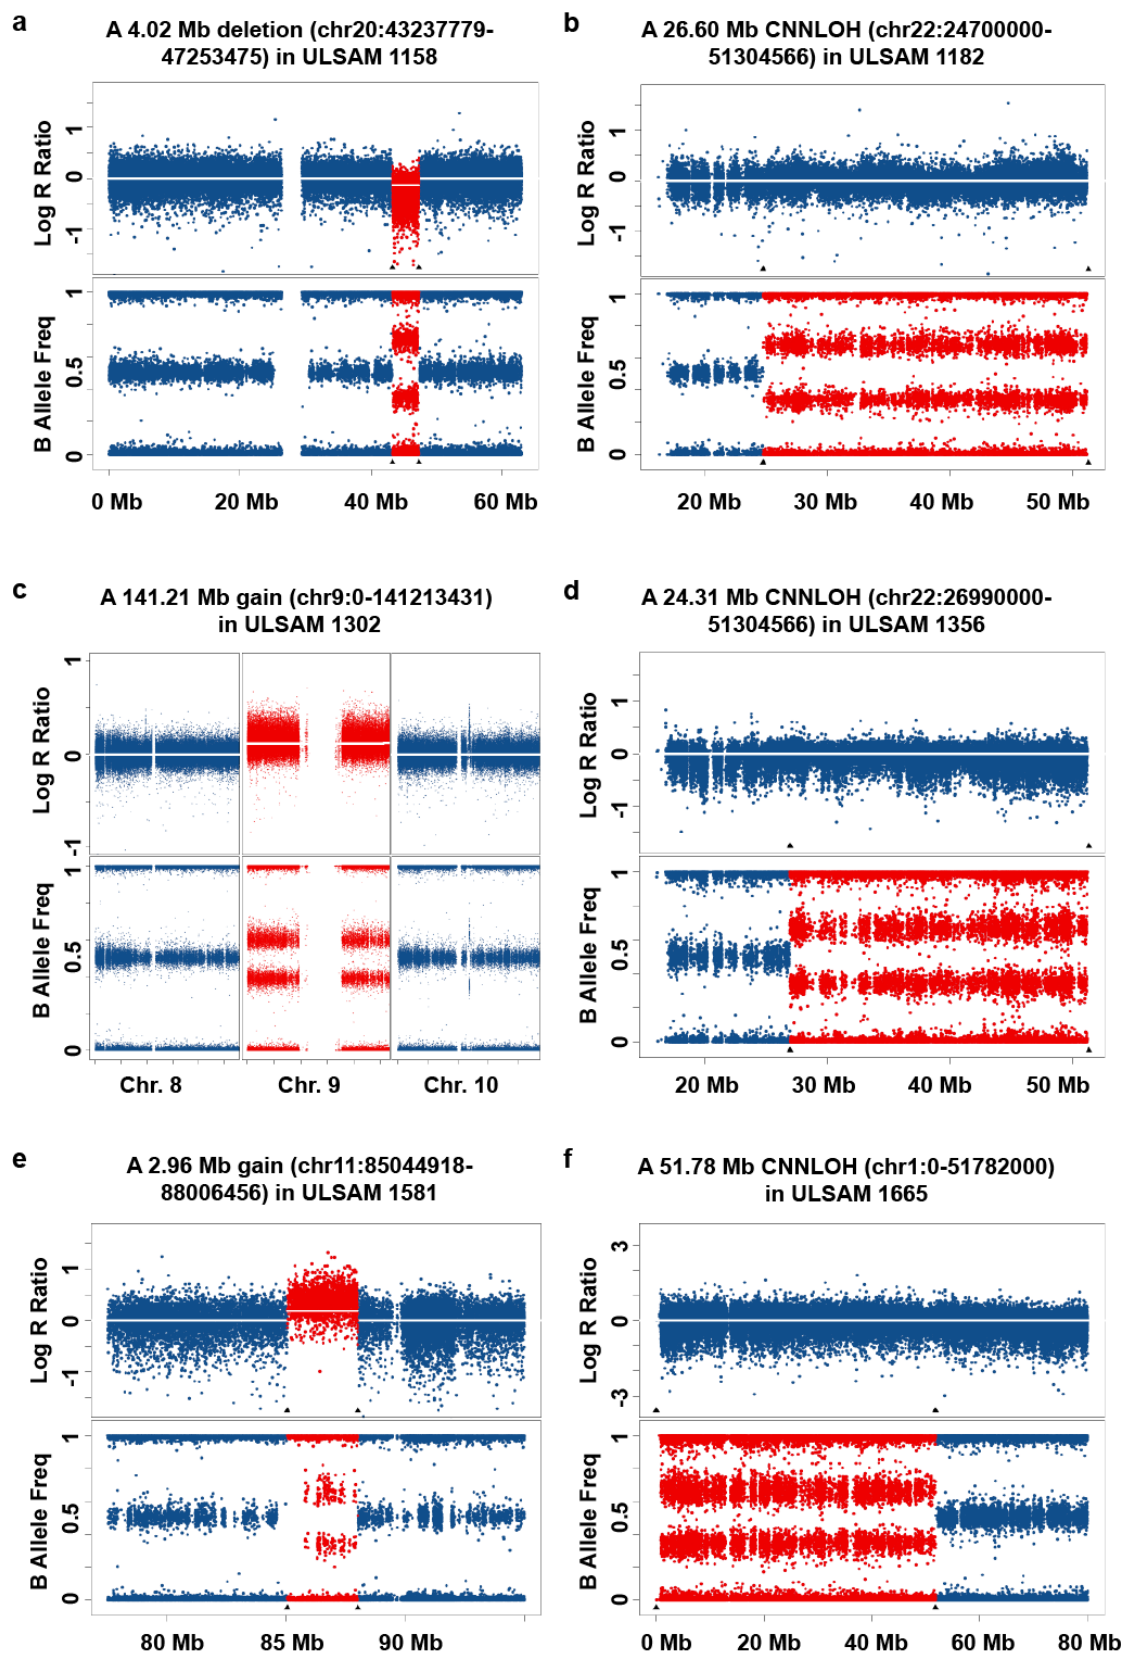 a
A 4.02 Mb deletion (chr20:43237779-
47253475) in ULSAM 1158
Log R Ratio
1
0
-1
B Allele Freq
1
0.5
0
0 Mb 20 Mb 40 Mb 60 Mb
b
A 26.60 Mb CNNLOH (chr22:24700000-
51304566) in ULSAM 1182
Log R Ratio
1
0
-1
B Allele Freq
1
0.5
0
20 Mb 30 Mb 40 Mb 50 Mb
c
A 141.21 Mb gain (chr9:0-141213431)
in ULSAM 1302
Log R Ratio
1
0
-1
B Allele Freq
1
0.5
0
Chr. 8 Chr. 9 Chr. 10
d
A 24.31 Mb CNNLOH (chr22:26990000-
51304566) in ULSAM 1356
Log R Ratio
1
0
-1
B Allele Freq
1
0.5
0
20 Mb 30 Mb 40 Mb 50 Mb
e
A 2.96 Mb gain (chr11:85044918-
88006456) in ULSAM 1581
Log R Ratio
1
0
-1
B Allele Freq
1
0.5
0
80 Mb 85 Mb 90 Mb
f
A 51.78 Mb CNNLOH (chr1:0-51782000)
in ULSAM 1665
Log R Ratio
3
0
-3
B Allele Freq
1
0.5
0
0 Mb 20 Mb 40 Mb 60 Mb 80 Mb